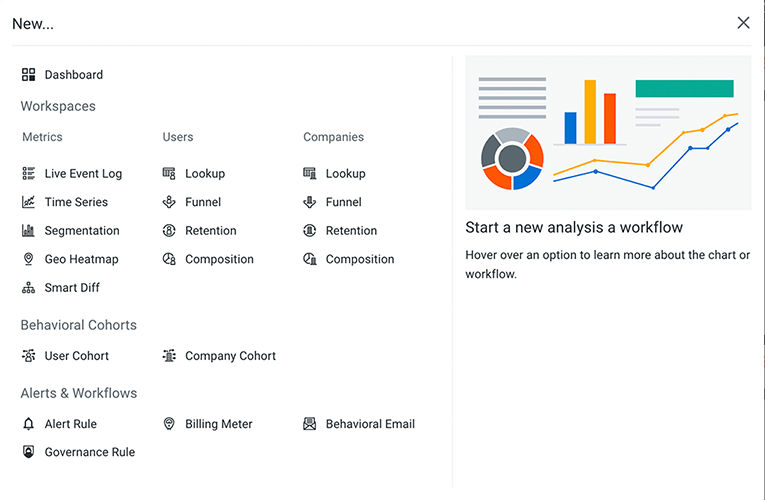 New...
Dashboard
Workspaces
Metrics Users Companies
Live Event Log Lookup Lookup
Time Series Funnel Funnel
Segmentation Retention Retention
Geo Heatmap Composition Composition
Smart Diff
Behavioral Cohorts
User Cohort Company Cohort
Alerts & Workflows
Alert Rule Billing Meter Behavioral Email
Governance Rule
Start a new analysis a workflow
Hover over an option to learn more about the chart or
workflow.